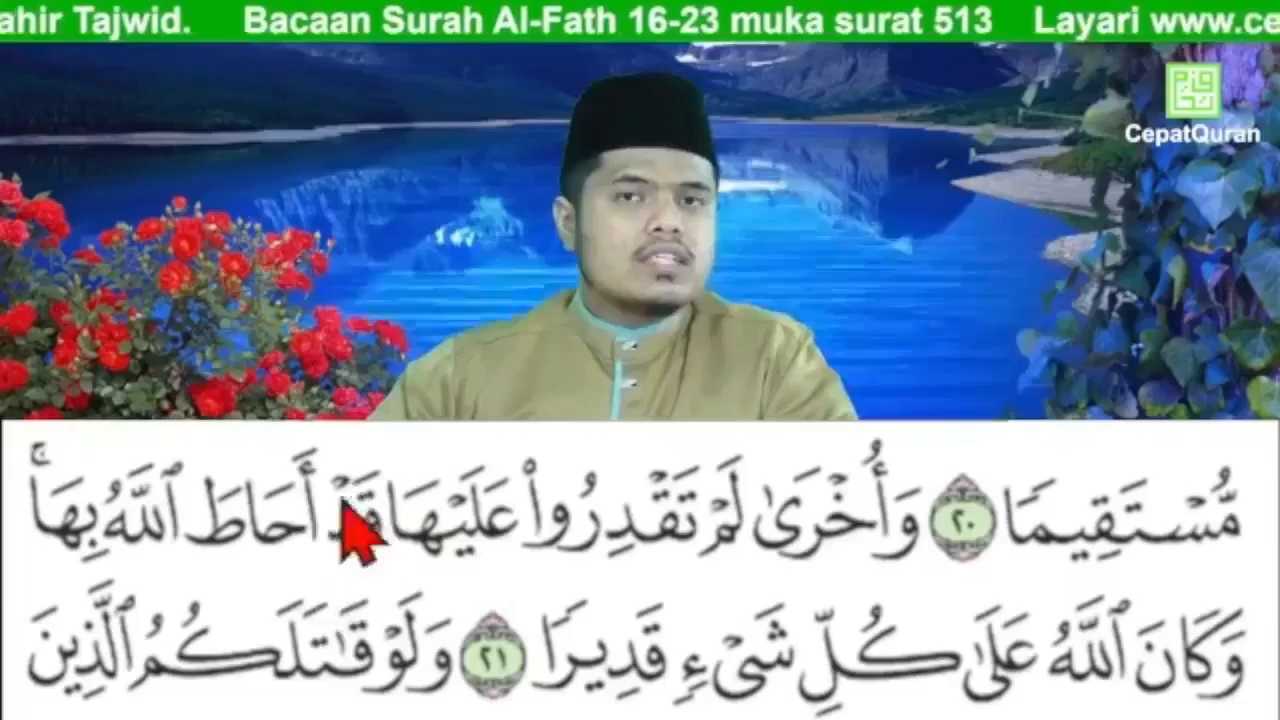 ahir Tajwid. Bacaan Surah Al-Fath 16-23 muka surat 513 Layari www.ce
CepatQuran
مُّسْتَقِيمًا ٢٠ وَأُخْرَىٰ لَمْ تَقْدِرُوا۟ عَلَيْهَا قَدْ أَحَاطَ ٱللَّهُ بِهَا ۚ
وَكَانَ ٱللَّهُ عَلَىٰ كُلِّ شَىْءٍ قَدِيرًا ٢١ وَلَوْ قَٰتَلَكُمُ ٱلَّذِينَ